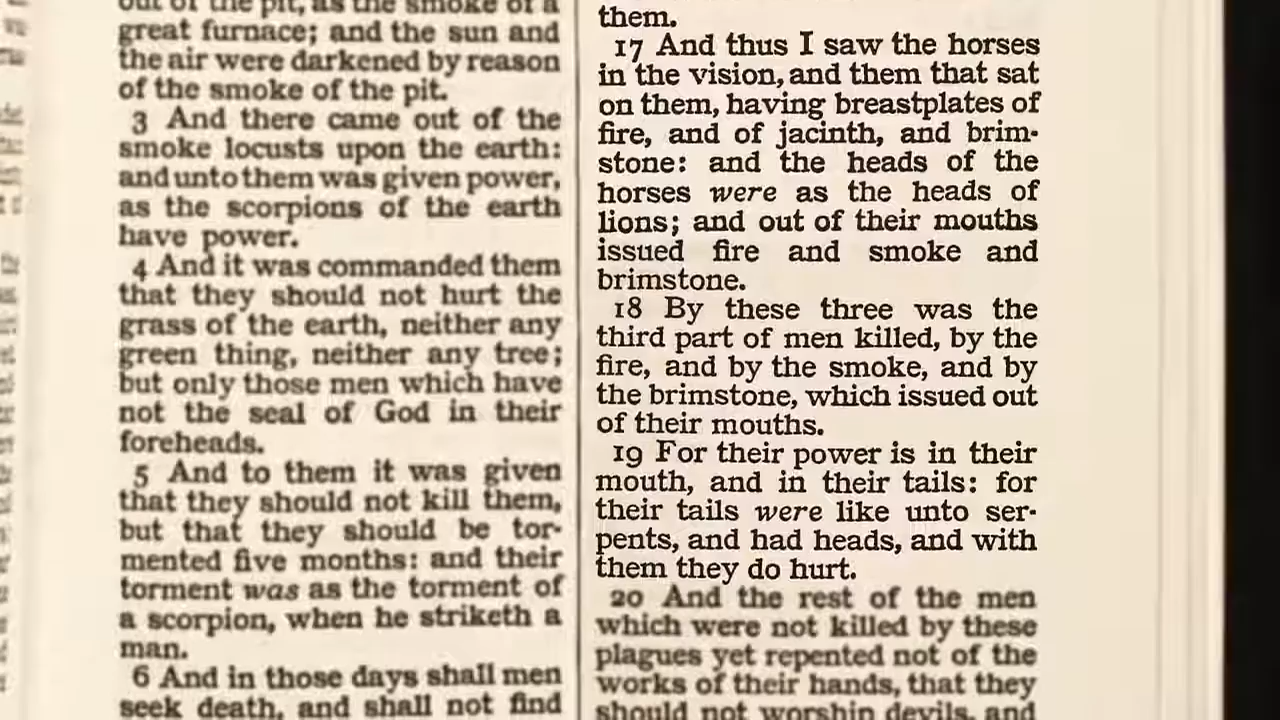 out of the pit, as the smoke of a
great furnace; and the sun and
the air were darkened by reason
of the smoke of the pit.
3 And there came out of the
smoke locusts upon the earth:
and unto them was given power,
as the scorpions of the earth
have power.
4 And it was commanded them
that they should not hurt the
grass of the earth, neither any
green thing, neither any tree;
but only those men which have
not the seal of God in their
foreheads.
5 And to them it was given
that they should not kill them,
but that they should be tor-
mented five months: and their
torment was as the torment of
a scorpion, when he striketh a
man.
6 And in those days shall men
seek death, and shall not find
them.
17 And thus I saw the horses
in the vision, and them that sat
on them, having breastplates of
fire, and of jacinth, and brim-
stone: and the heads of the
horses were as the heads of
lions; and out of their mouths
issued fire and smoke and
brimstone.
18 By these three was the
third part of men killed, by the
fire, and by the smoke, and by
the brimstone, which issued out
of their mouths.
19 For their power is in their
mouth, and in their tails: for
their tails were like unto ser-
pents, and had heads, and with
them they do hurt.
20 And the rest of the men
which were not killed by these
plagues yet repented not of the
works of their hands, that they
should not worship devils, and